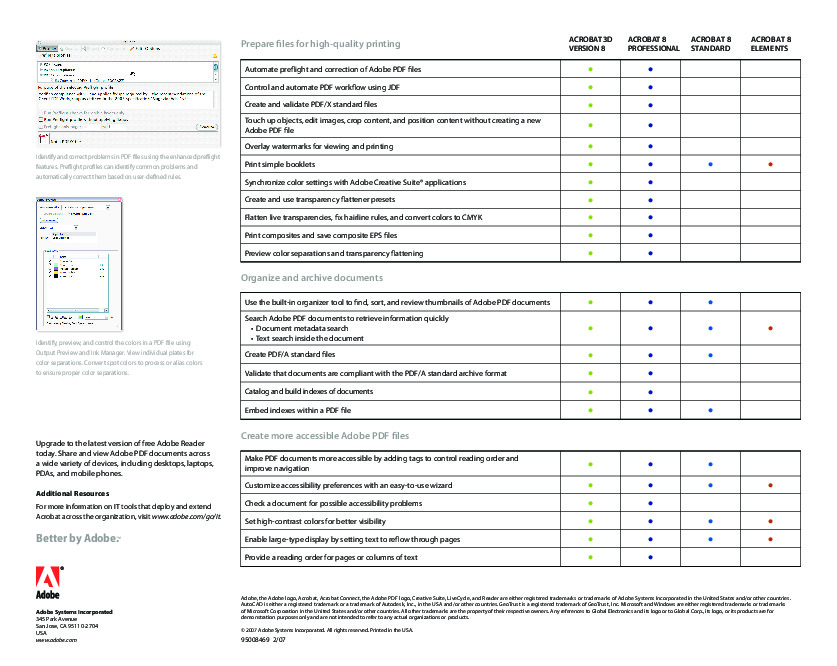 Identify and correct problems in PDF files using the enhanced preflight
features. Preflight profiles can identify common problems and
automatically correct them based on user-defined rules.
Identify, preview, and control the colors in a PDF file using
Output Preview and Ink Manager. View individual plates for
color separations. Convert spot colors to process or alias colors
to ensure proper color separations.
Upgrade to the latest version of free Adobe Reader
today. Share and view Adobe PDF documents across
a wide variety of devices, including desktops, laptops,
PDAs, and mobile phones.
Additional Resources
For more information on IT tools that deploy and extend
Acrobat across the organization, visit www.adobe.com/go/it.
Better by Adobe.™
Adobe
Adobe Systems Incorporated
345 Park Avenue
San Jose, CA 95110-2704
USA
www.adobe.com
Prepare files for high-quality printing
ACROBAT 3D VERSION 8
ACROBAT 8 PROFESSIONAL
ACROBAT 8 STANDARD
ACROBAT 8 ELEMENTS
Automate preflight and correction of Adobe PDF files
Control and automate PDF workflow using JDF
Create and validate PDF/X standard files
Touch up objects, edit images, crop content, and position content without creating a new
Adobe PDF file
Overlay watermarks for viewing and printing
Print simple booklets
Synchronize color settings with Adobe Creative Suite® applications
Create and use transparency flattener presets
Flatten live transparencies, fix hairline rules, and convert colors to CMYK
Print composites and save composite EPS files
Preview color separations and transparency flattening
Organize and archive documents
Use the built-in organizer tool to find, sort, and review thumbnails of Adobe PDF documents
Search Adobe PDF documents to retrieve information quickly
• Document metadata search
• Text search inside the document
Create PDF/A standard files
Validate that documents are compliant with the PDF/A standard archive format
Catalog and build indexes of documents
Embed indexes within a PDF file
Create more accessible Adobe PDF files
Make PDF documents more accessible by adding tags to control reading order and
improve navigation
Customize accessibility preferences with an easy-to-use wizard
Check a document for possible accessibility problems
Set high-contrast colors for better visibility
Enable large-type display by setting text to reflow through pages
Provide a reading order for pages or columns of text
Adobe, the Adobe logo, Acrobat, Acrobat Connect, the Adobe PDF logo, Creative Suite, LiveCycle, and Reader are either registered trademarks or trademarks of Adobe Systems Incorporated in the United States and/or other countries.
AutoCAD is either a registered trademark or a trademark of Autodesk, Inc., in the USA and/or other countries. GeoTrust is a registered trademark of GeoTrust, Inc. Microsoft and Windows are either registered trademarks or trademarks
of Microsoft Corporation in the United States and/or other countries. All other trademarks are the property of their respective owners. Any references to Global Electronics and its logo or Global Corp, its logo, or its products are for
demonstration purposes only and are not intended to refer to any actual organizations or products.
© 2007 Adobe Systems Incorporated. All rights reserved. Printed in the USA.
95008469 2/07